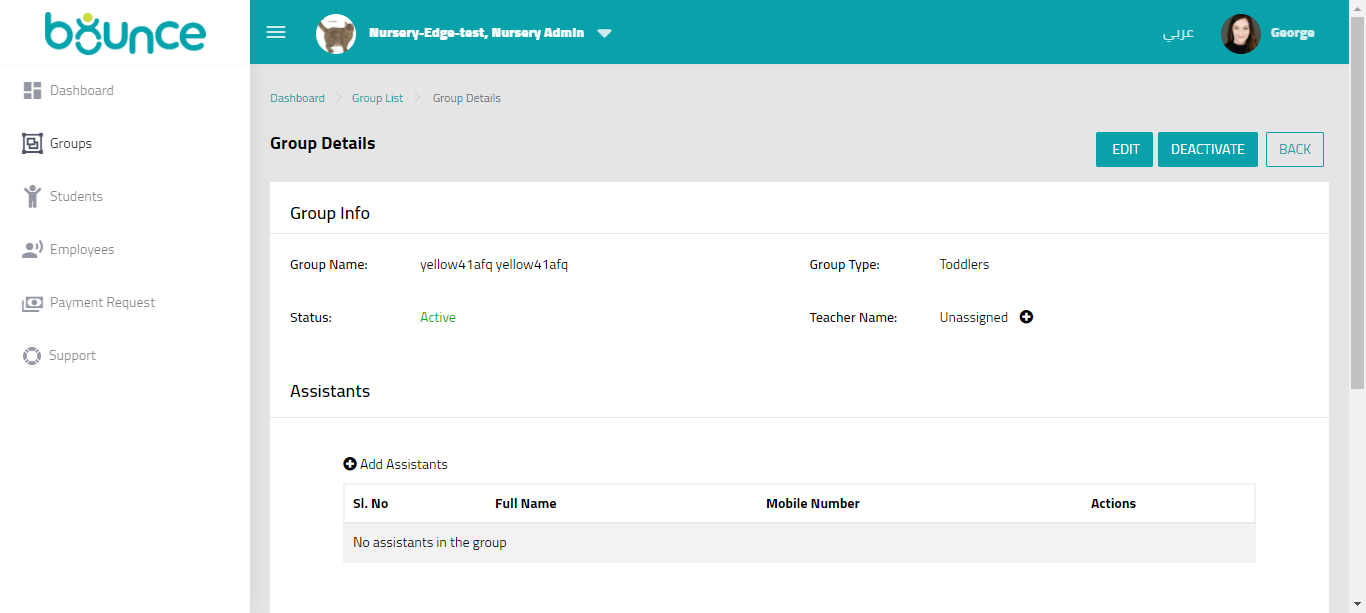 bounce
Nursery-Edge-test, Nursery Admin
عربي
George
Dashboard
Groups
Students
Employees
Payment Request
Support
Dashboard
Group List
Group Details
Group Details
EDIT
DEACTIVATE
BACK
Group Info
Group Name: yellow41afq yellow41afq
Group Type: Toddlers
Status: Active
Teacher Name: Unassigned
Assistants
Add Assistants
Sl. No Full Name Mobile Number Actions
No assistants in the group